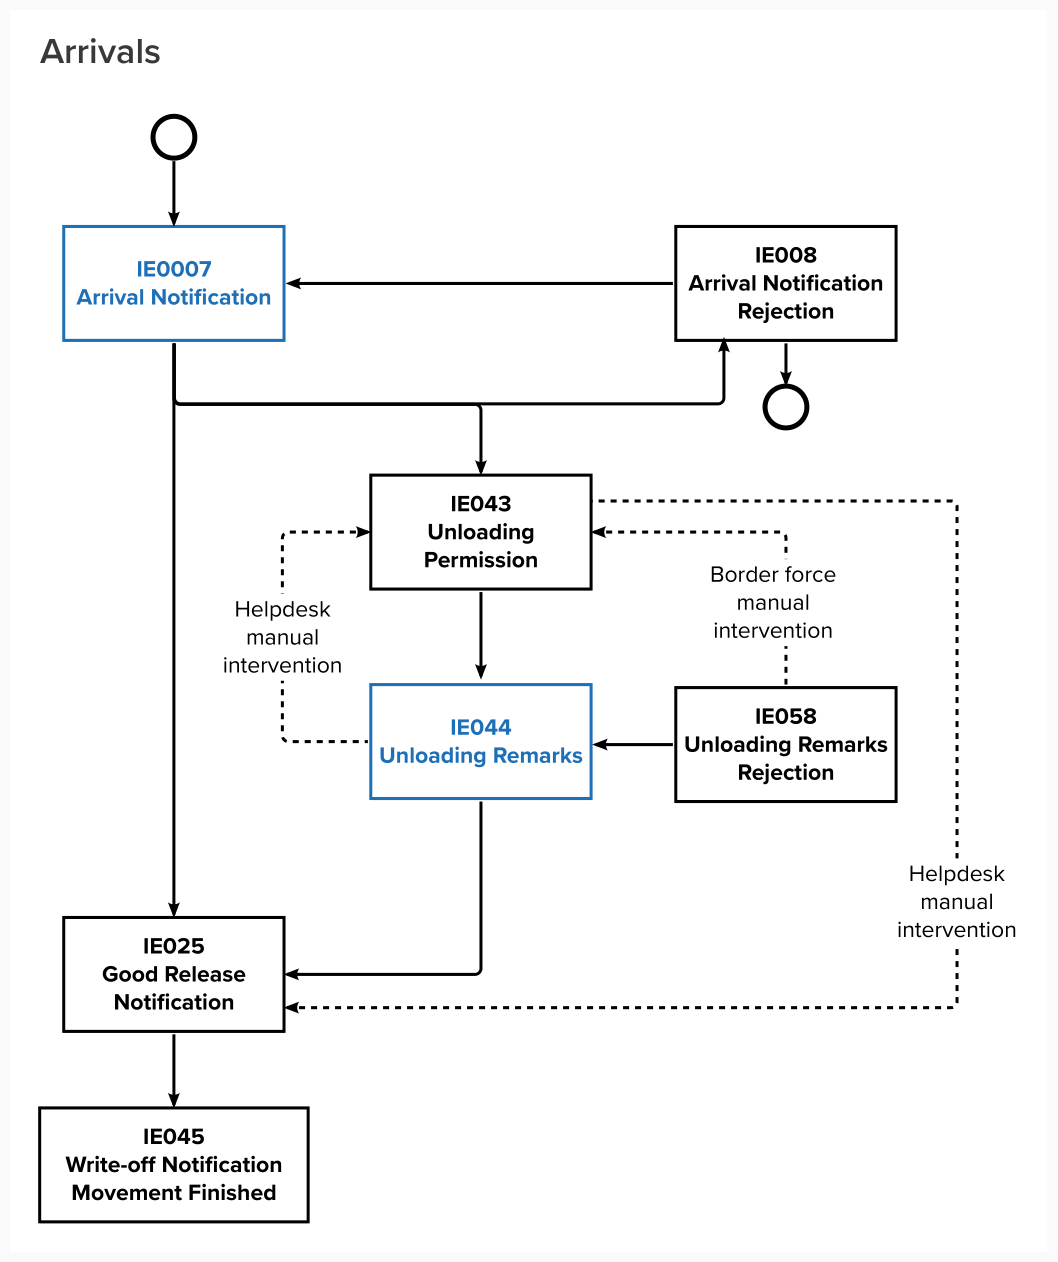 Arrivals
IE0007
Arrival Notification
IE008
Arrival Notification
Rejection
IE043
Unloading
Permission
Border force
manual
intervention
Helpdesk
manual
intervention
IE044
Unloading Remarks
IE058
Unloading Remarks
Rejection
Helpdesk
manual
intervention
IE025
Good Release
Notification
IE045
Write-off Notification
Movement Finished